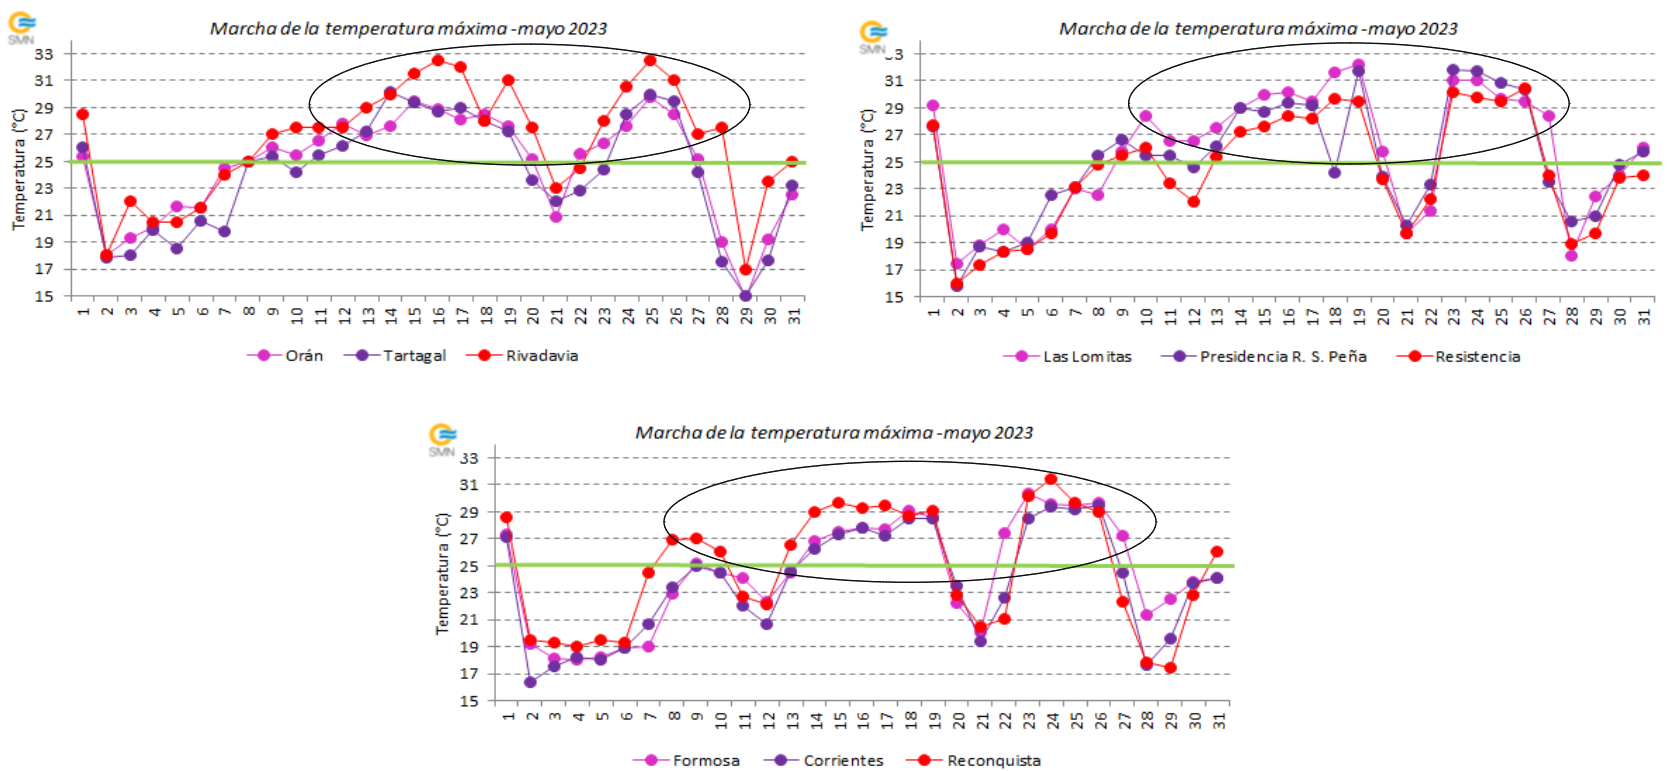 SMN
Marcha de la temperatura máxima -mayo 2023
Temperatura (°C)
33
31
29
27
25
23
21
19
17
15
1 2 3 4 5 6 7 8 9 10 11 12 13 14 15 16 17 18 19 20 21 22 23 24 25 26 27 28 29 30 31
Orán Tartagal Rivadavia
SMN
Marcha de la temperatura máxima -mayo 2023
Temperatura (°C)
3
31
29
27
25
23
21
19
17
15
1 2 3 4 5 6 7 8 9 10 11 12 13 14 15 16 17 18 19 20 21 22 23 24 25 26 27 28 29 30 31
Las Lomitas Presidencia R. S. Peña Resistencia
SMN
Marcha de la temperatura máxima -mayo 2023
Temperatura (°C)
33
31
29
27
25
23
21
19
17
15
1 2 3 4 5 6 7 8 9 10 11 12 13 14 15 16 17 18 19 20 21 22 23 24 25 26 27 28 29 30 31
Formosa Corrientes Reconquista